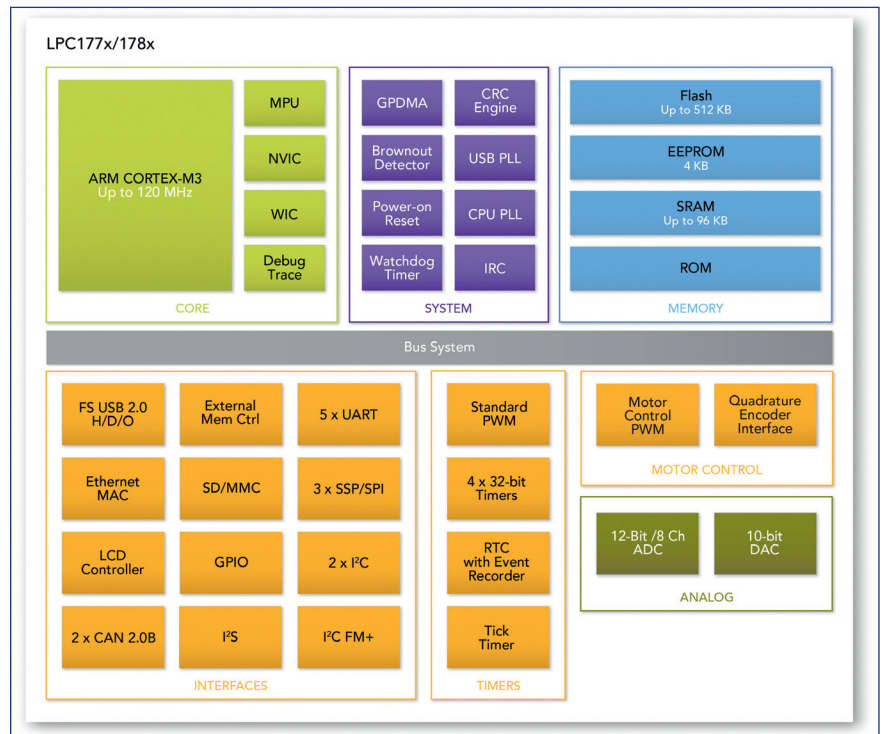 LPC177x/178x
ARM CORTEX-M3
Up to 120 MHz
MPU
NVIC
WIC
Debug
Trace
CORE
GPDMA
CRC
Engine
Brownout
Detector
USB PLL
Power-on
Reset
CPU PLL
Watchdog
Timer
IRC
SYSTEM
Flash
Up to 512 KB
EEPROM
4 KB
SRAM
Up to 96 KB
ROM
MEMORY
Bus System
FS USB 2.0
H/D/O
External
Mem Ctrl
5 x UART
Ethernet
MAC
SD/MMC
3 x SSP/SPI
LCD
Controller
GPIO
2 x I²C
2 x CAN 2.0B
I²S
I²C FM+
INTERFACES
Standard
PWM
4 x 32-bit
Timers
RTC
with Event
Recorder
Tick
Timer
TIMERS
Motor
Control
PWM
Quadrature
Encoder
Interface
MOTOR CONTROL
12-Bit /8 Ch
ADC
10-bit
DAC
ANALOG